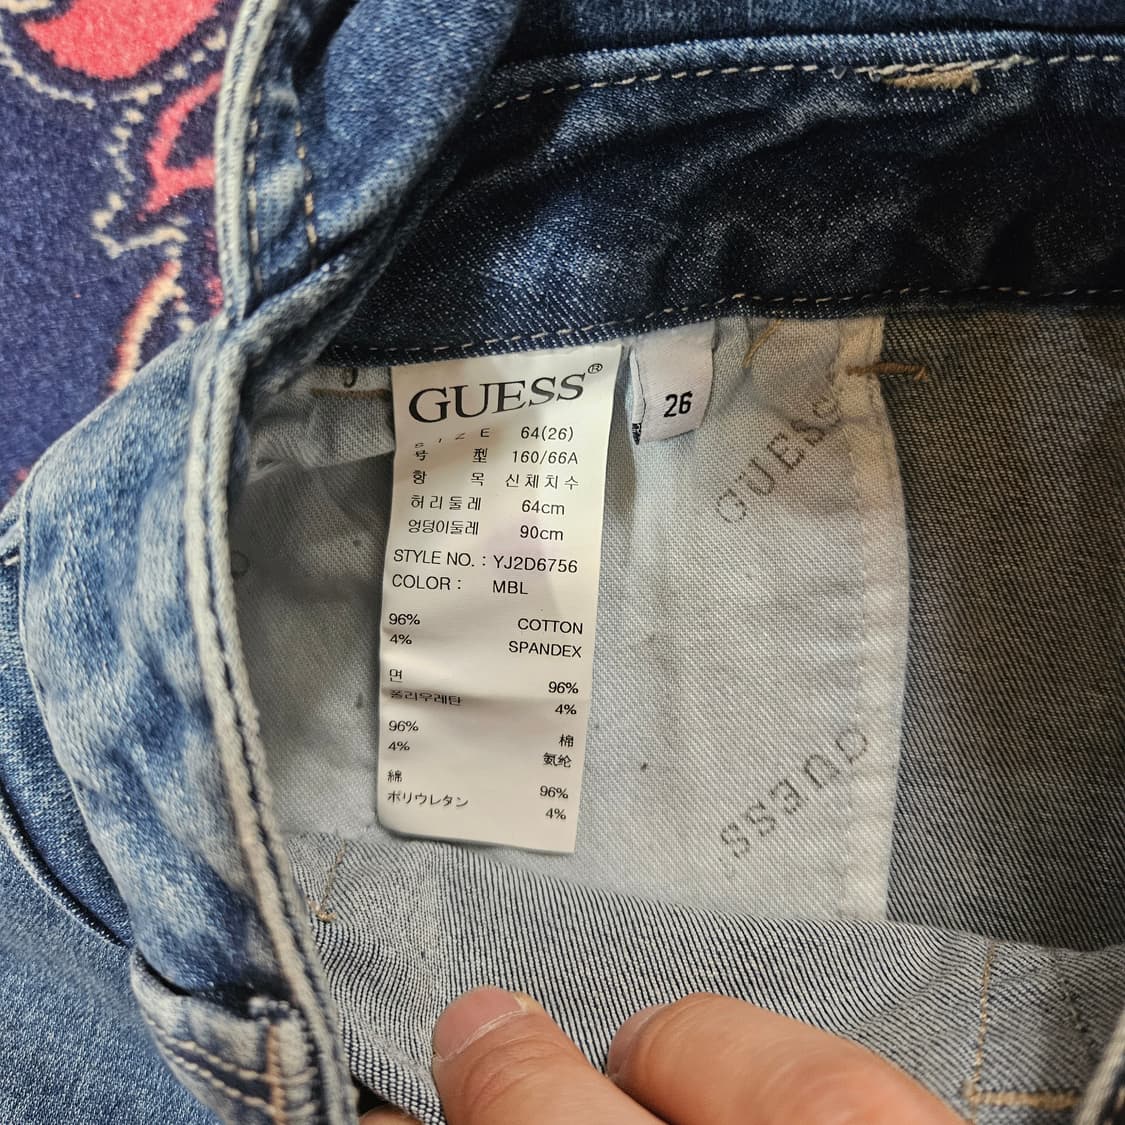 GUESS®
SIZE 64(26)
号 型 160/66A
항 목 신체치수
허리둘레 64cm
엉덩이둘레 90cm
STYLE NO. : YJ2D6756
COLOR : MBL
96% COTTON
4% SPANDEX
면 96%
폴리우레탄 4%
96% 棉
4% 氨纶
綿 96%
ポリウレタン 4%
26
GUESS
GUESS